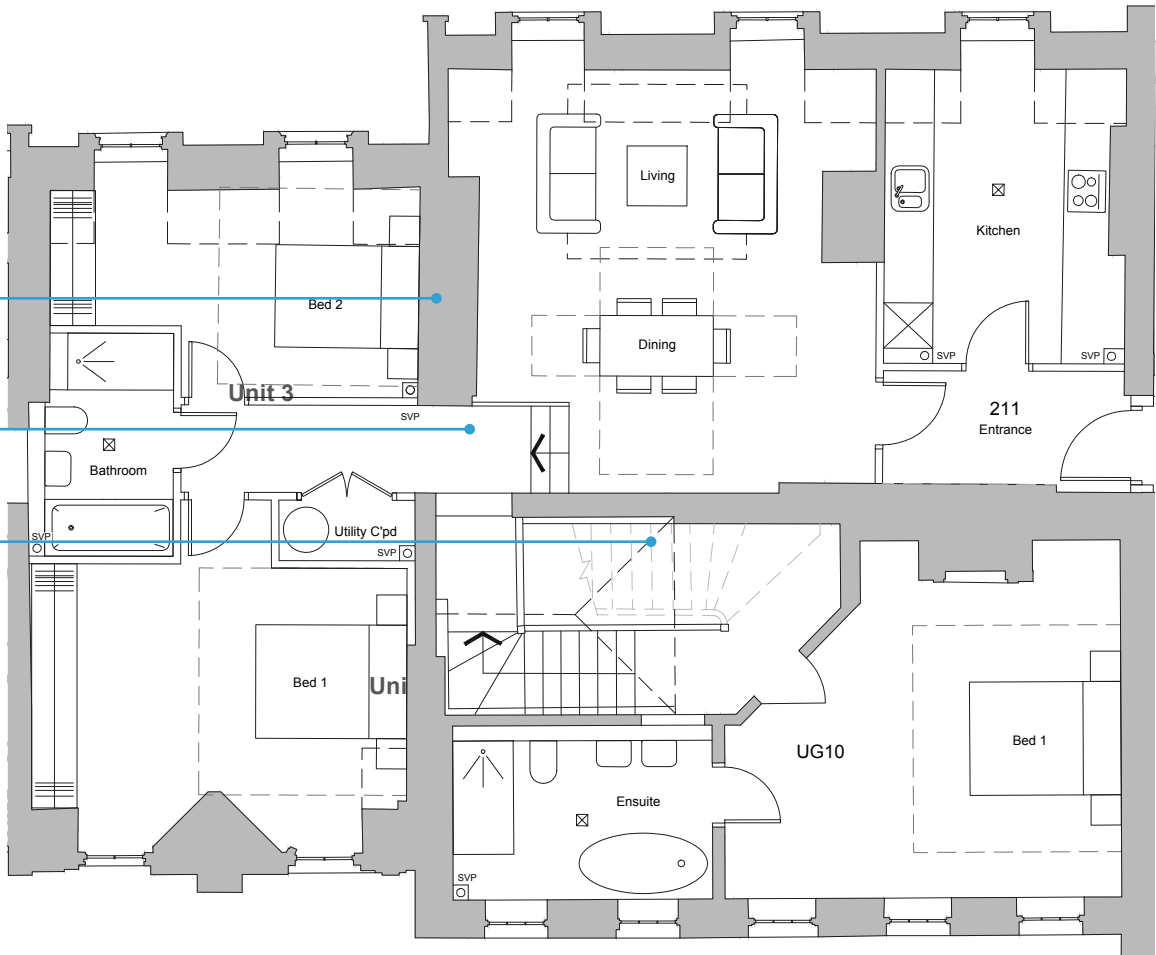 Living
Kitchen
Bed 2
Dining
SVP
SVP
Unit 3
211
Entrance
SVP
Bathroom
Utility C'pd
SVP
SVP
Bed 1
Uni
UG10
Bed 1
Ensuite
SVP